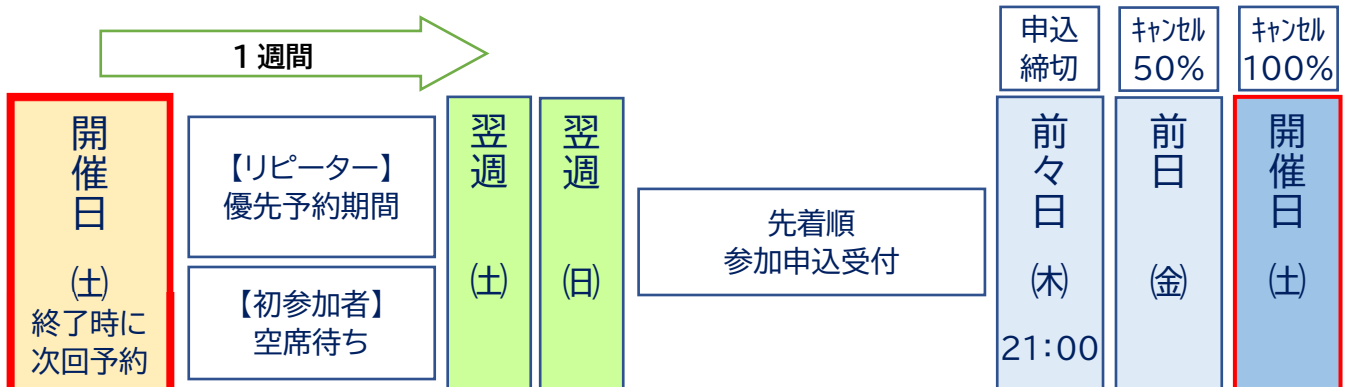 1週間
開催日
㈯
終了時に
次回予約
【リピーター】
優先予約期間
【初参加者】
空席待ち
翌週
㈯
翌週
㈰
先着順
参加申込受付
申込
締切
前々日
㈭
21:00
ｷｬﾝｾﾙ
50%
前日
㈮
ｷｬﾝｾﾙ
100%
開催日
㈯